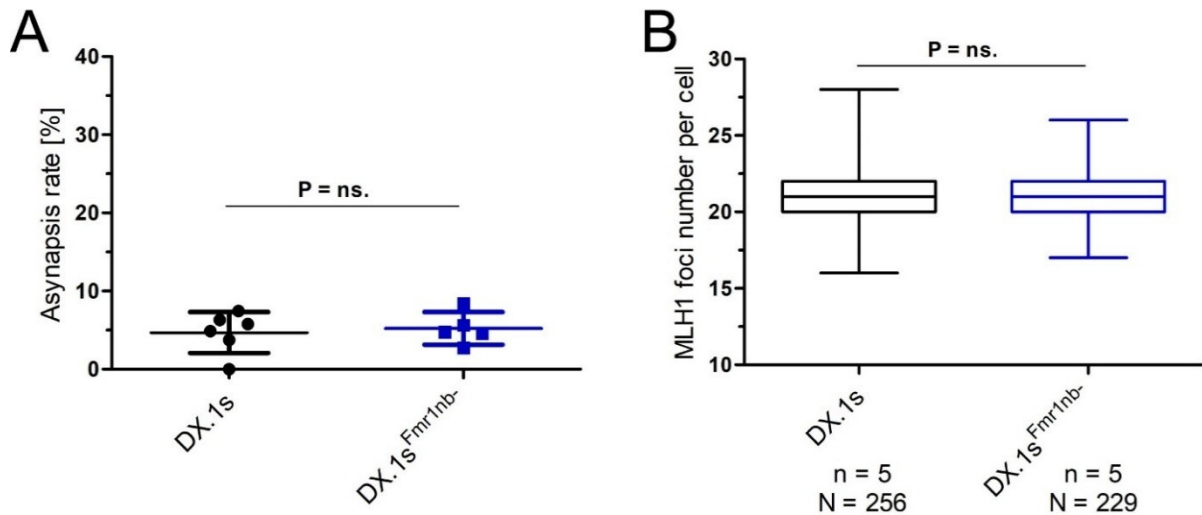 A
Asynapsis rate [%]
40
30
20
10
0
P = ns.
DX.1s
DX.1sFmr1nb-
B
MLH1 foci number per cell
30
25
20
15
10
P = ns.
DX.1s
DX.1sFmr1nb-
n = 5
N = 256
n = 5
N = 229